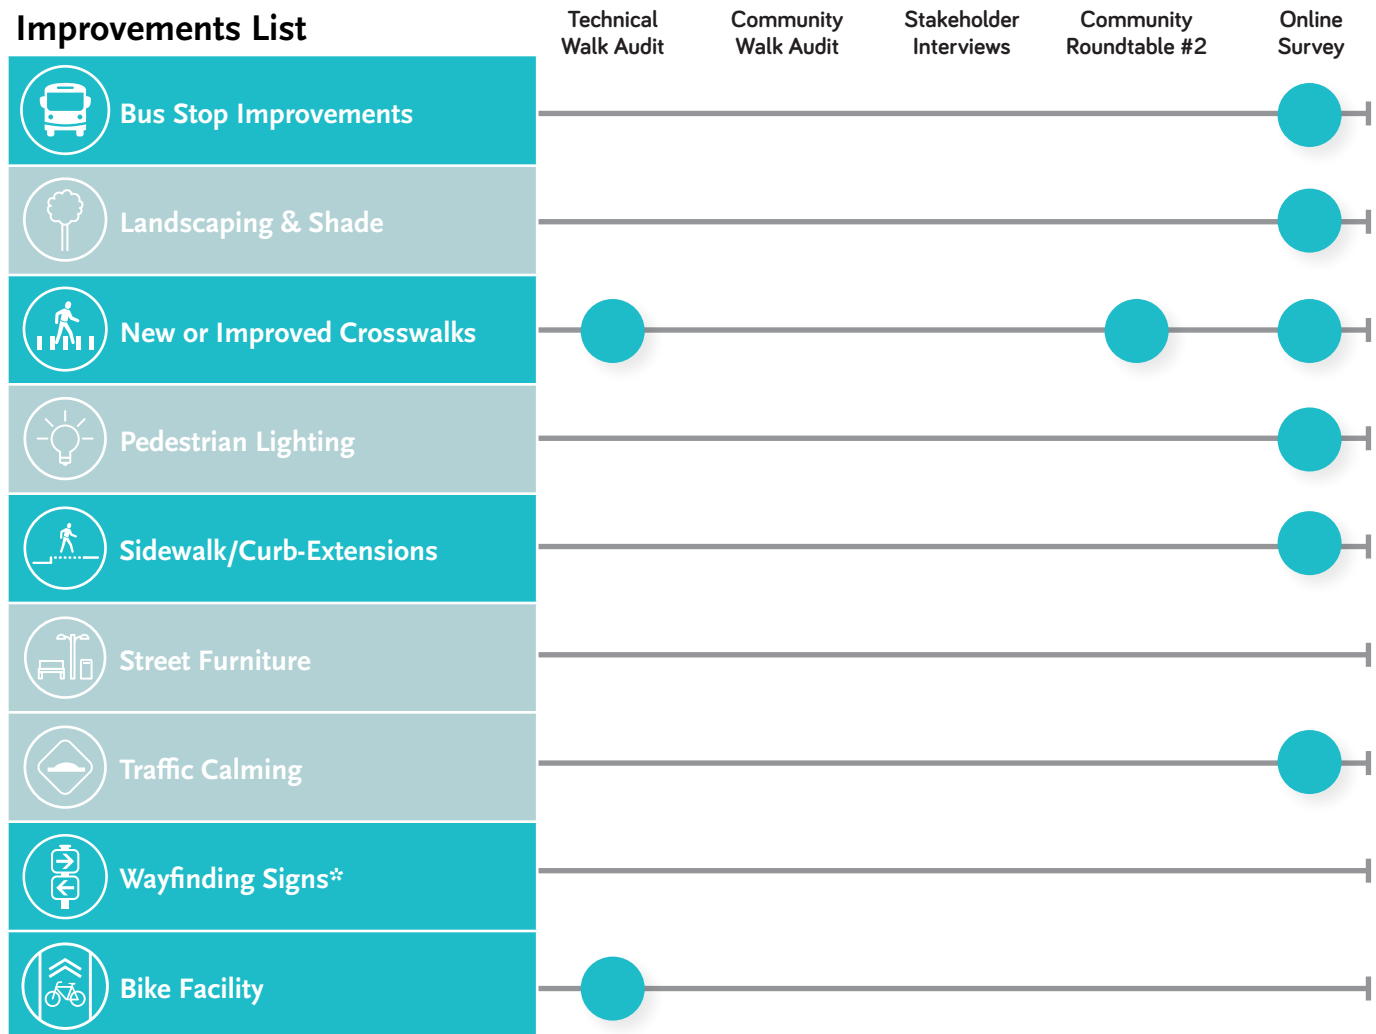 Improvements List
Technical
Walk Audit
Community
Walk Audit
Stakeholder
Interviews
Community
Roundtable #2
Online
Survey
Bus Stop Improvements
Landscaping & Shade
New or Improved Crosswalks
Pedestrian Lighting
Sidewalk/Curb-Extensions
Street Furniture
Traffic Calming
Wayfinding Signs*
Bike Facility